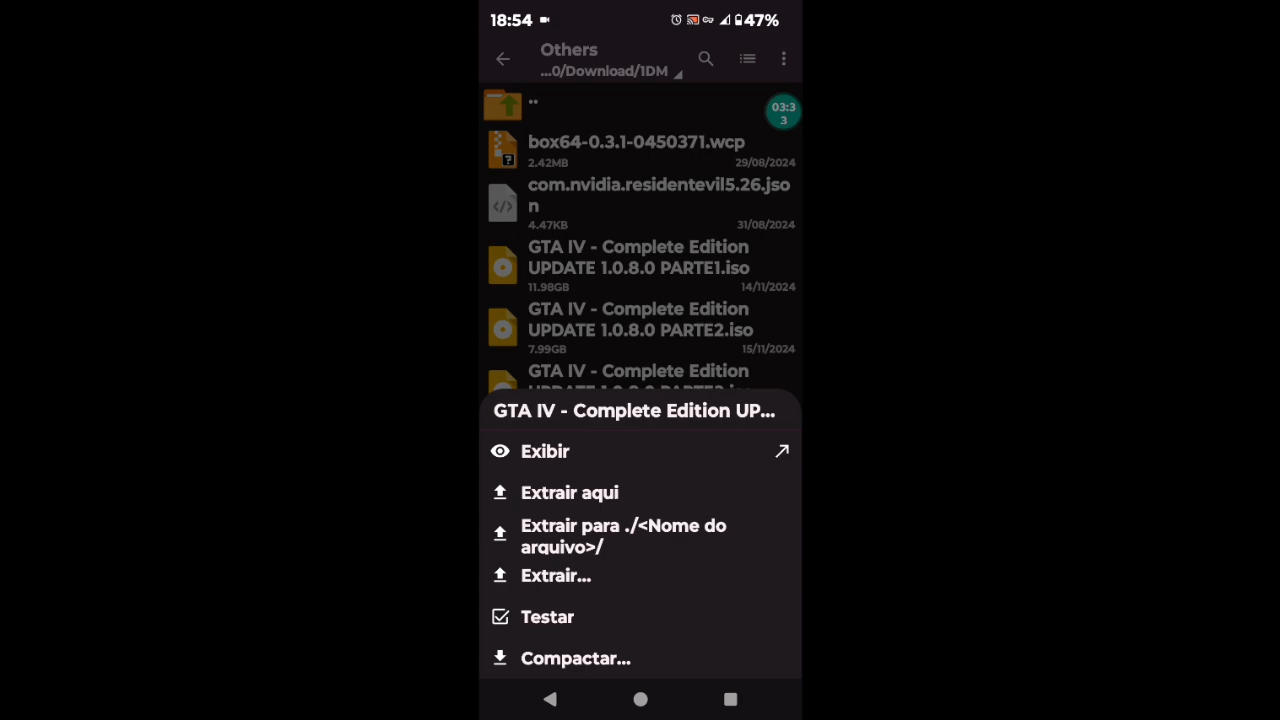 18:54 47%
Others
...0/Download/1DM
..
03:3
3
box64-0.3.1-0450371.wcp
2.42MB 29/08/2024
com.nvidia.residentevil5.26.jso
n
4.47KB 31/08/2024
GTA IV - Complete Edition
UPDATE 1.0.8.0 PARTE1.iso
11.98GB 14/11/2024
GTA IV - Complete Edition
UPDATE 1.0.8.0 PARTE2.iso
7.99GB 15/11/2024
GTA IV - Complete Edition
GTA IV - Complete Edition UP...
Exibir
Extrair aqui
Extrair para ./<Nome do
arquivo>/
Extrair...
Testar
Compactar...